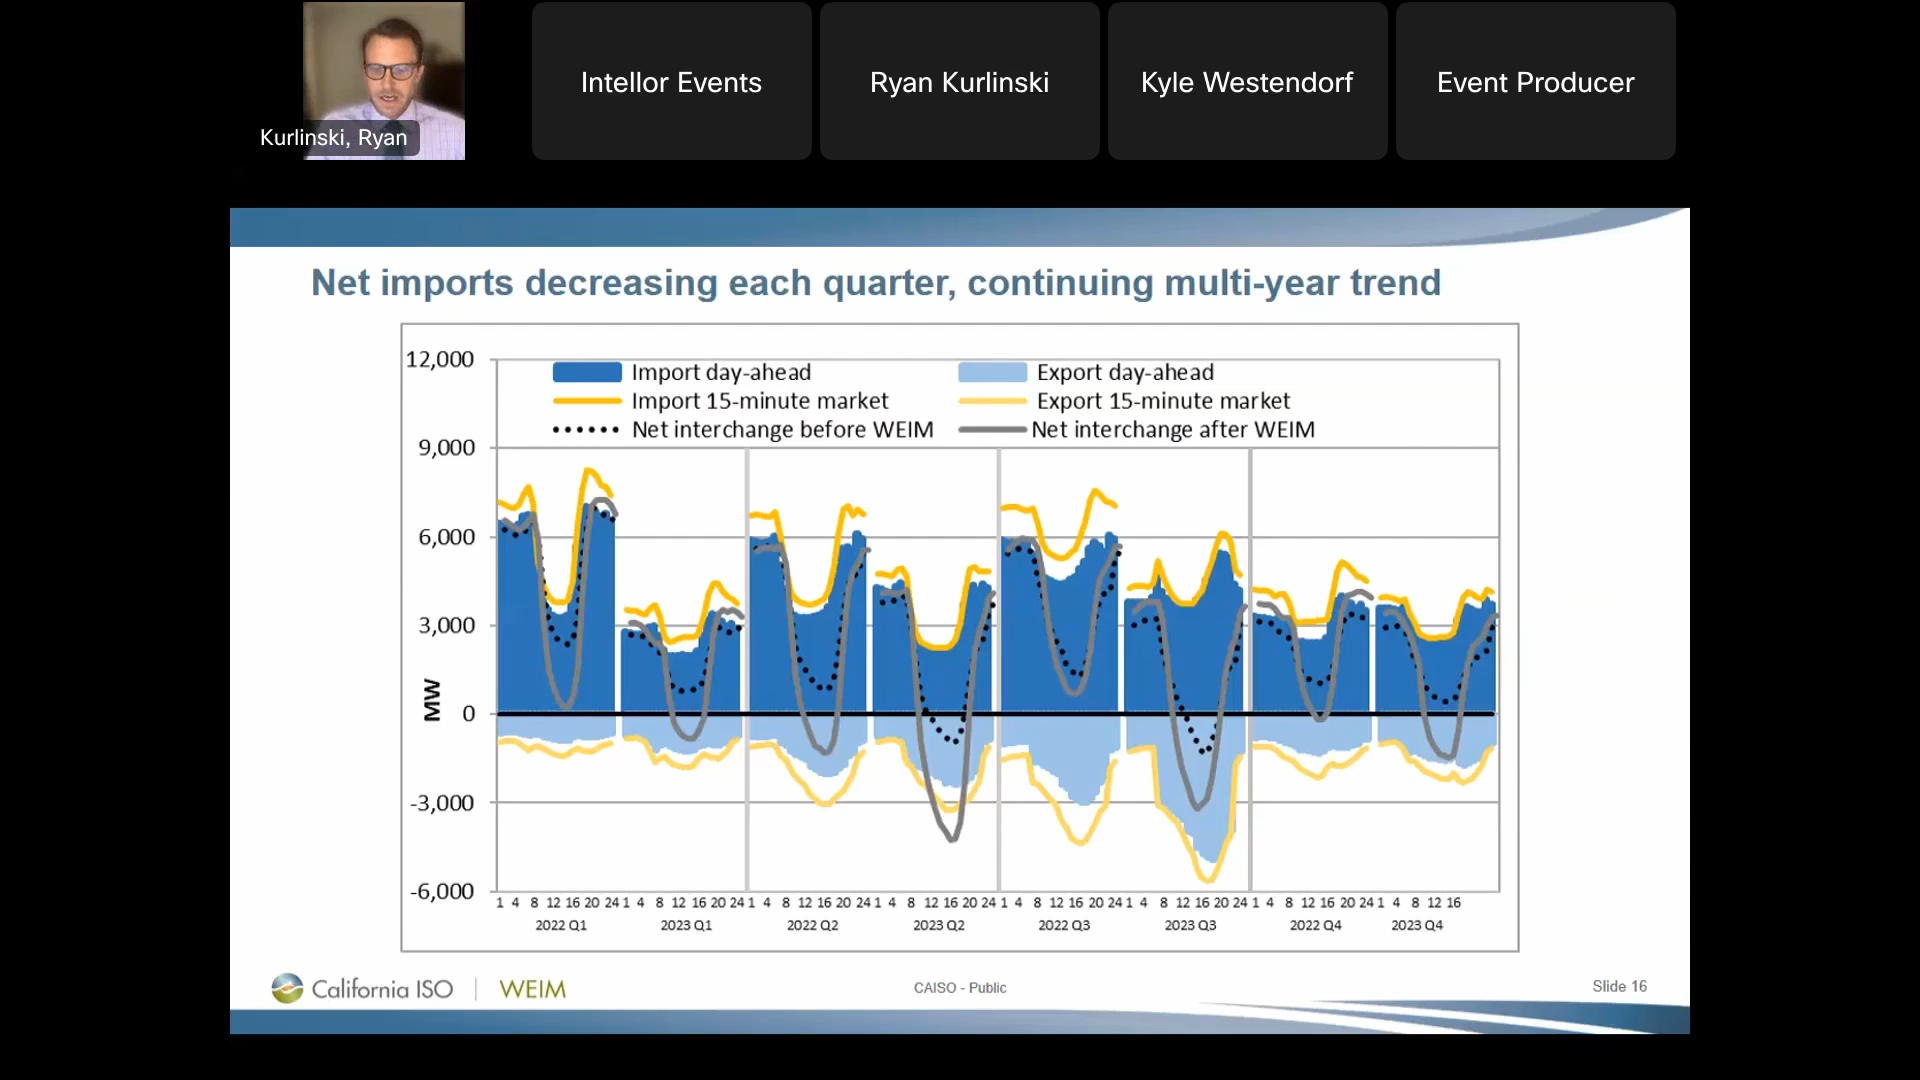 Kurlinski, Ryan
Intellor Events
Ryan Kurlinski
Kyle Westendorf
Event Producer
Net imports decreasing each quarter, continuing multi-year trend
Import day-ahead
Export day-ahead
Import 15-minute market
Export 15-minute market
Net interchange before WEIM
Net interchange after WEIM
12,000
9,000
6,000
3,000
0
-3,000
-6,000
MW
1 4 8 12 16 20 24 1 4 8 12 16 20 24 1 4 8 12 16 20 24 1 4 8 12 16 20 24 1 4 8 12 16 20 24 1 4 8 12 16 20 24 1 4 8 12 16 20 24 1 4 8 12 16
2022 Q1 2023 Q1 2022 Q2 2023 Q2 2022 Q3 2023 Q3 2022 Q4 2023 Q4
California ISO
WEIM
CAISO - Public
Slide 16